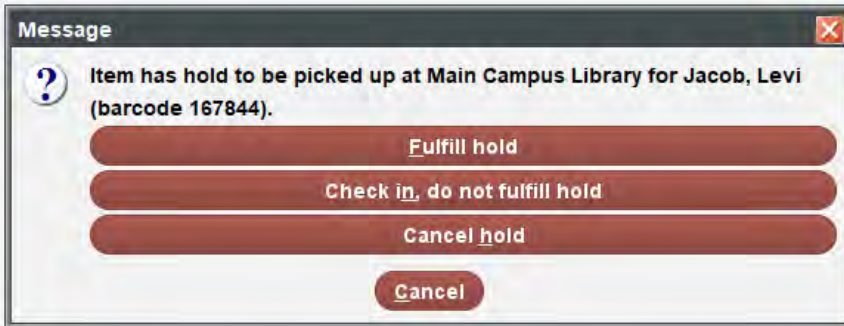 Message
Item has hold to be picked up at Main Campus Library for Jacob, Levi
(barcode 167844).
Fulfill hold
Check in, do not fulfill hold
Cancel hold
Cancel